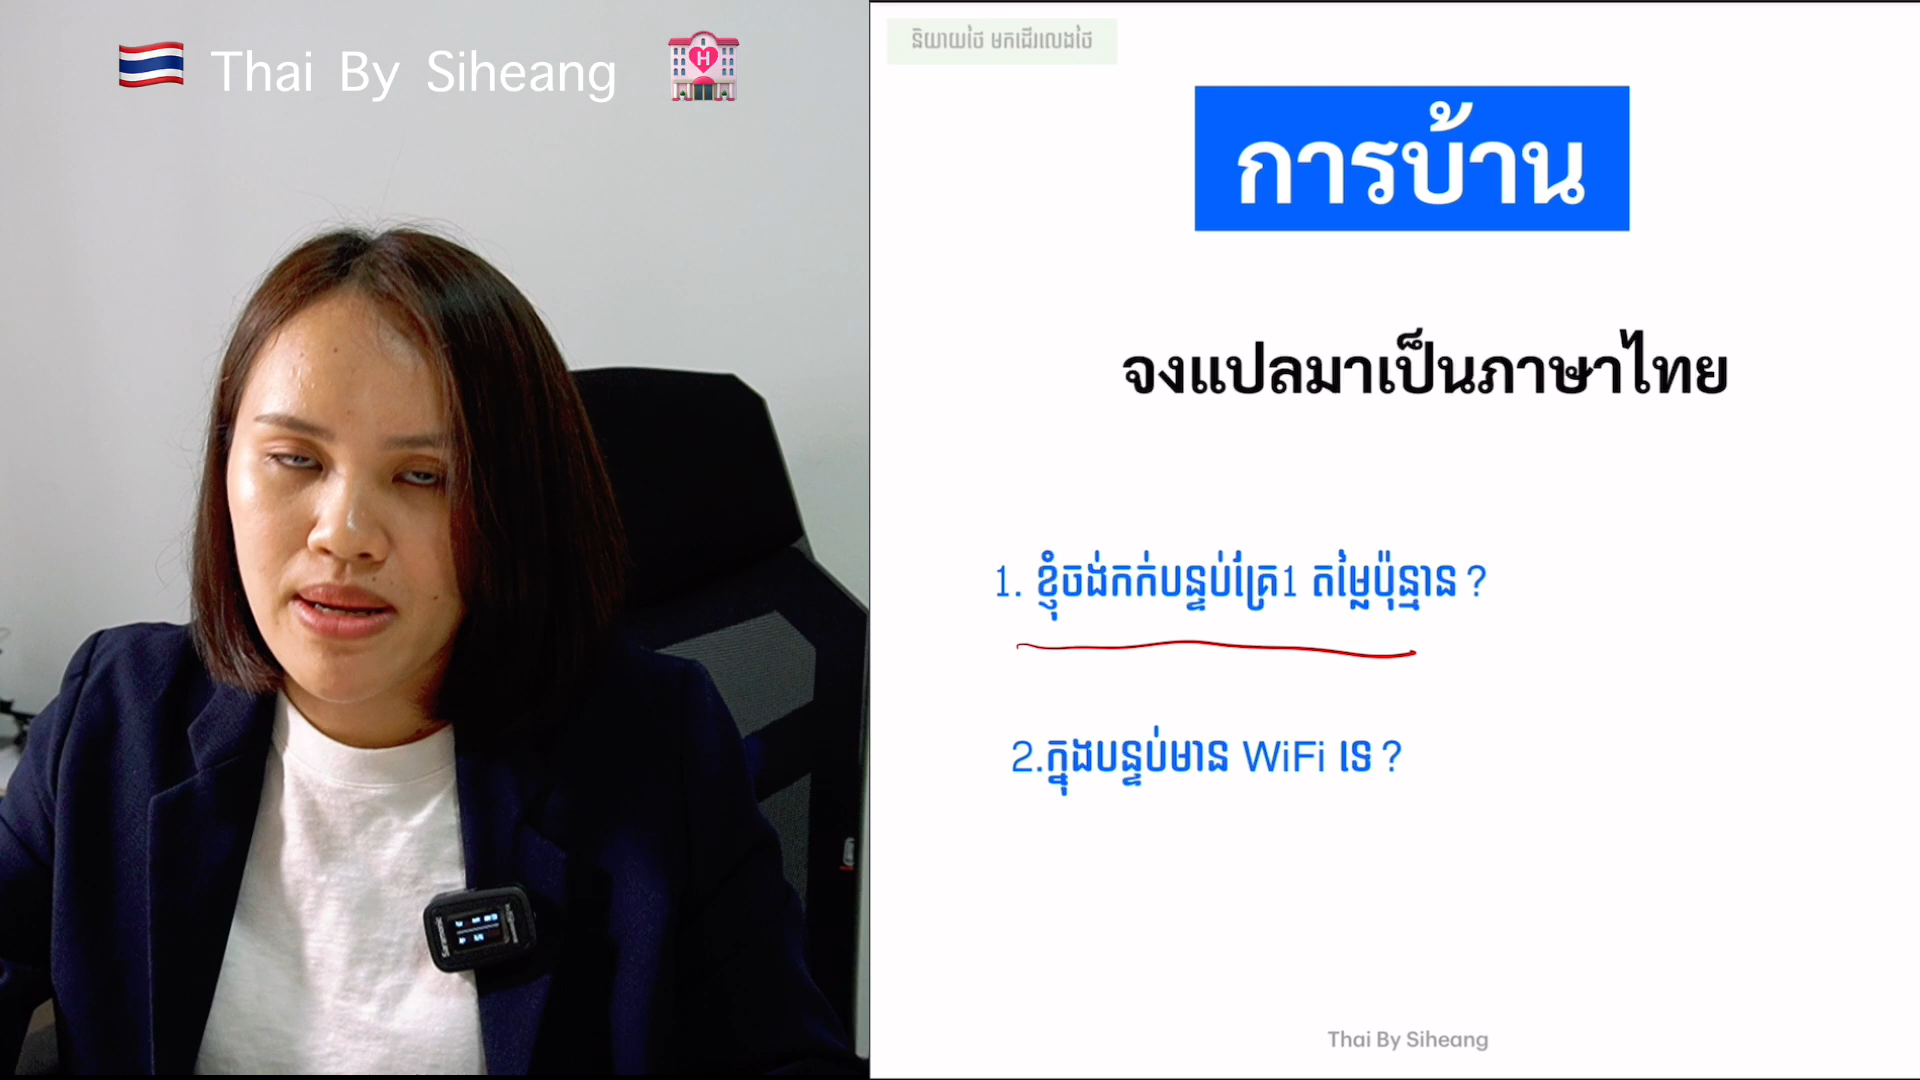 Thai By Siheang
និយាយថៃ មកដើរលេងថៃ
การบ้าน
จงแปลมาเป็นภาษาไทย
1. ខ្ញុំចង់កក់បន្ទប់គ្រែ1 តម្លៃប៉ុន្មាន ?
2.ក្នុងបន្ទប់មាន WiFi ទេ ?
Thai By Siheang